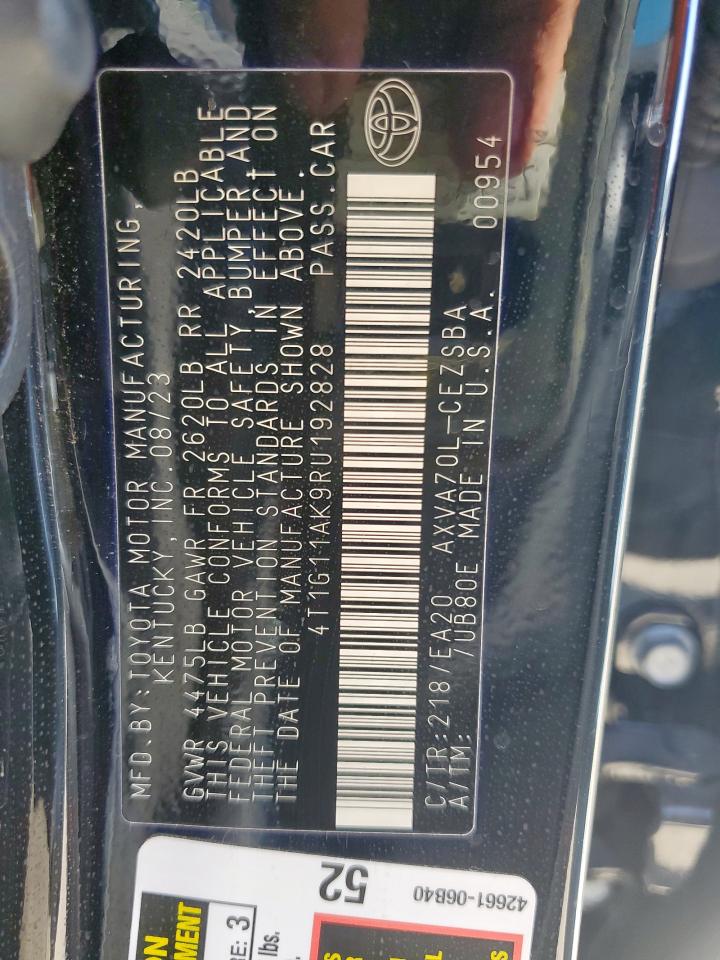 MFD.BY:TOYOTA MOTOR MANUFACTURING,
KENTUCKY,INC.08/23
GVWR 4475LB GAWR FR 2620LB RR 2420LB
THIS VEHICLE CONFORMS TO ALL APPLICABLE
FEDERAL MOTOR VEHICLE SAFETY,BUMPER,AND
THEFT PREVENTION STANDARDS IN EFFECT ON
THE DATE OF MANUFACTURE SHOWN ABOVE.
4T1G11AK9RU192828 PASS.CAR
C/TR:218/EA20 AXVA70L-CEZSBA
A/TM: /UB80E MADE IN U.S.A. 00954
52
42661-06B40
3
lbs.